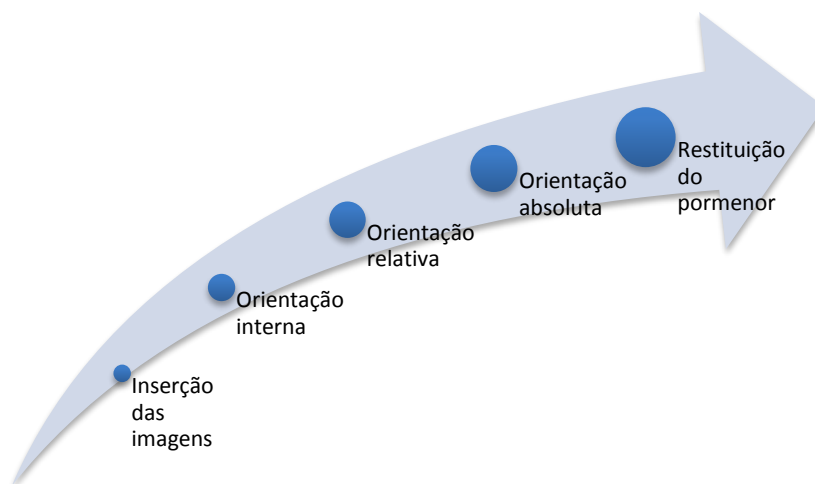 Inserção
das
imagens
Orientação
interna
Orientação
relativa
Orientação
absoluta
Restituição
do
pormenor